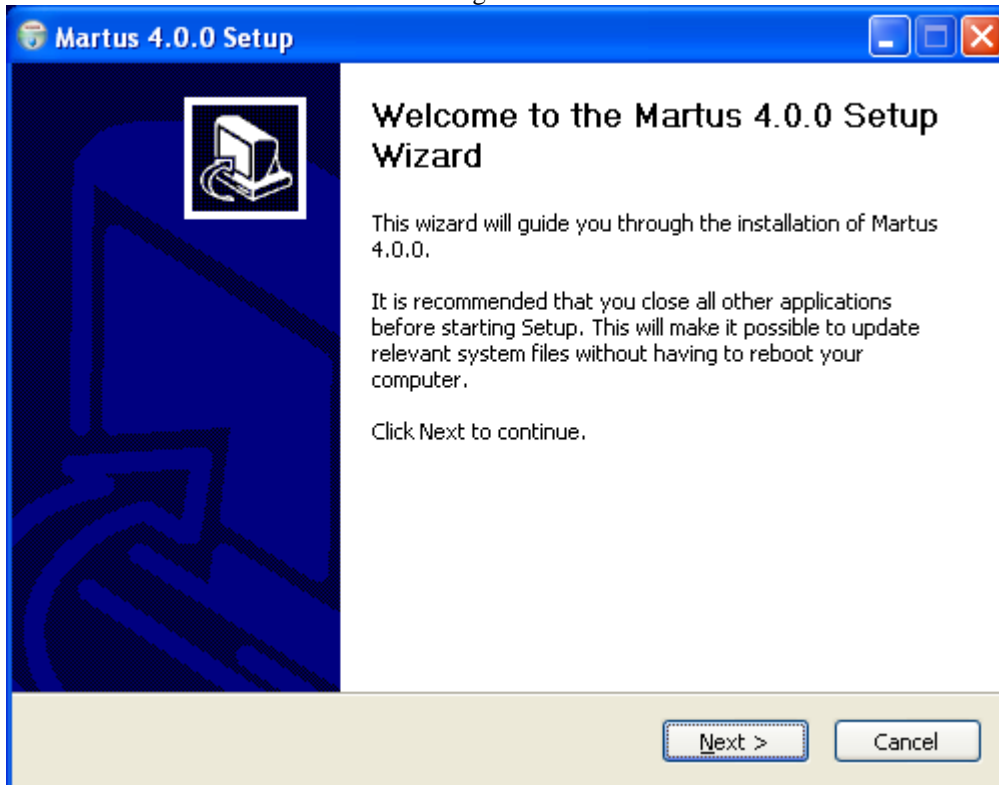 Martus 4.0.0 Setup
Welcome to the Martus 4.0.0 Setup
Wizard
This wizard will guide you through the installation of Martus
4.0.0.
It is recommended that you close all other applications
before starting Setup. This will make it possible to update
relevant system files without having to reboot your
computer.
Click Next to continue.
Next >
Cancel